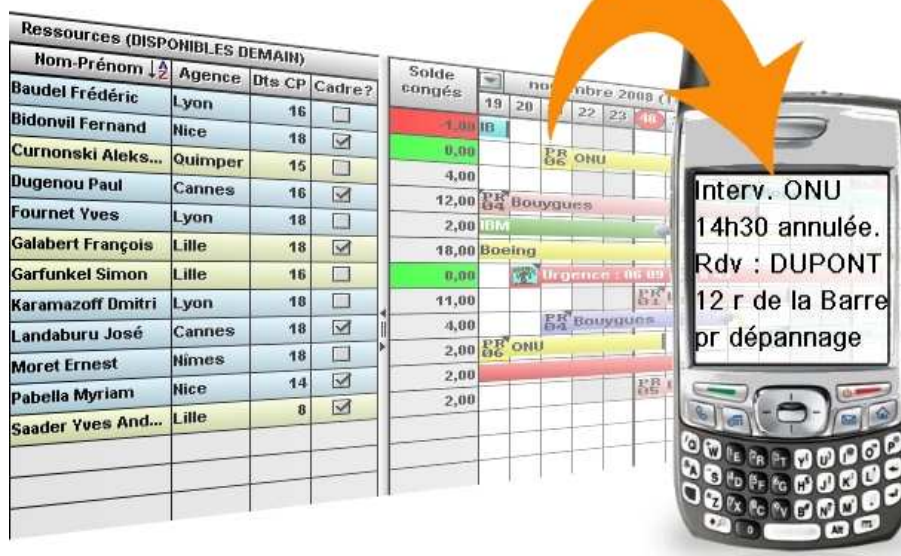 Ressources (DISPONIBLES DEMAIN)
Nom-Prénom Agence Dts CP Cadre?
Baudel Frédéric Lyon 16
Bidonvil Fernand Nice 18
Curnonski Aleks... Quimper 15
Dugenou Paul Cannes 16
Fournet Yves Lyon 18
Galabert François Lille 18
Garfunkel Simon Lille 16
Karamazoff Dmitri Lyon 18
Landaburu José Cannes 18
Moret Ernest Nîmes 18
Pabella Myriam Nice 14
Saader Yves And... Lille 8
Solde
congés
-1,00
0,00
4,00
12,00
2,00
18,00
0,00
11,00
4,00
2,00
2,00
2,00
2008
19 20 22 23 48
IB
PR
06 ONU
PR
04 Bouygues
IBM
Boeing
Urgence : 06 09
PR
01
PR
04 Bouygues
PR
06 ONU
PR
05
Interv. ONU
14h30 annulée.
Rdv : DUPONT
12 r de la Barre
pr dépannage